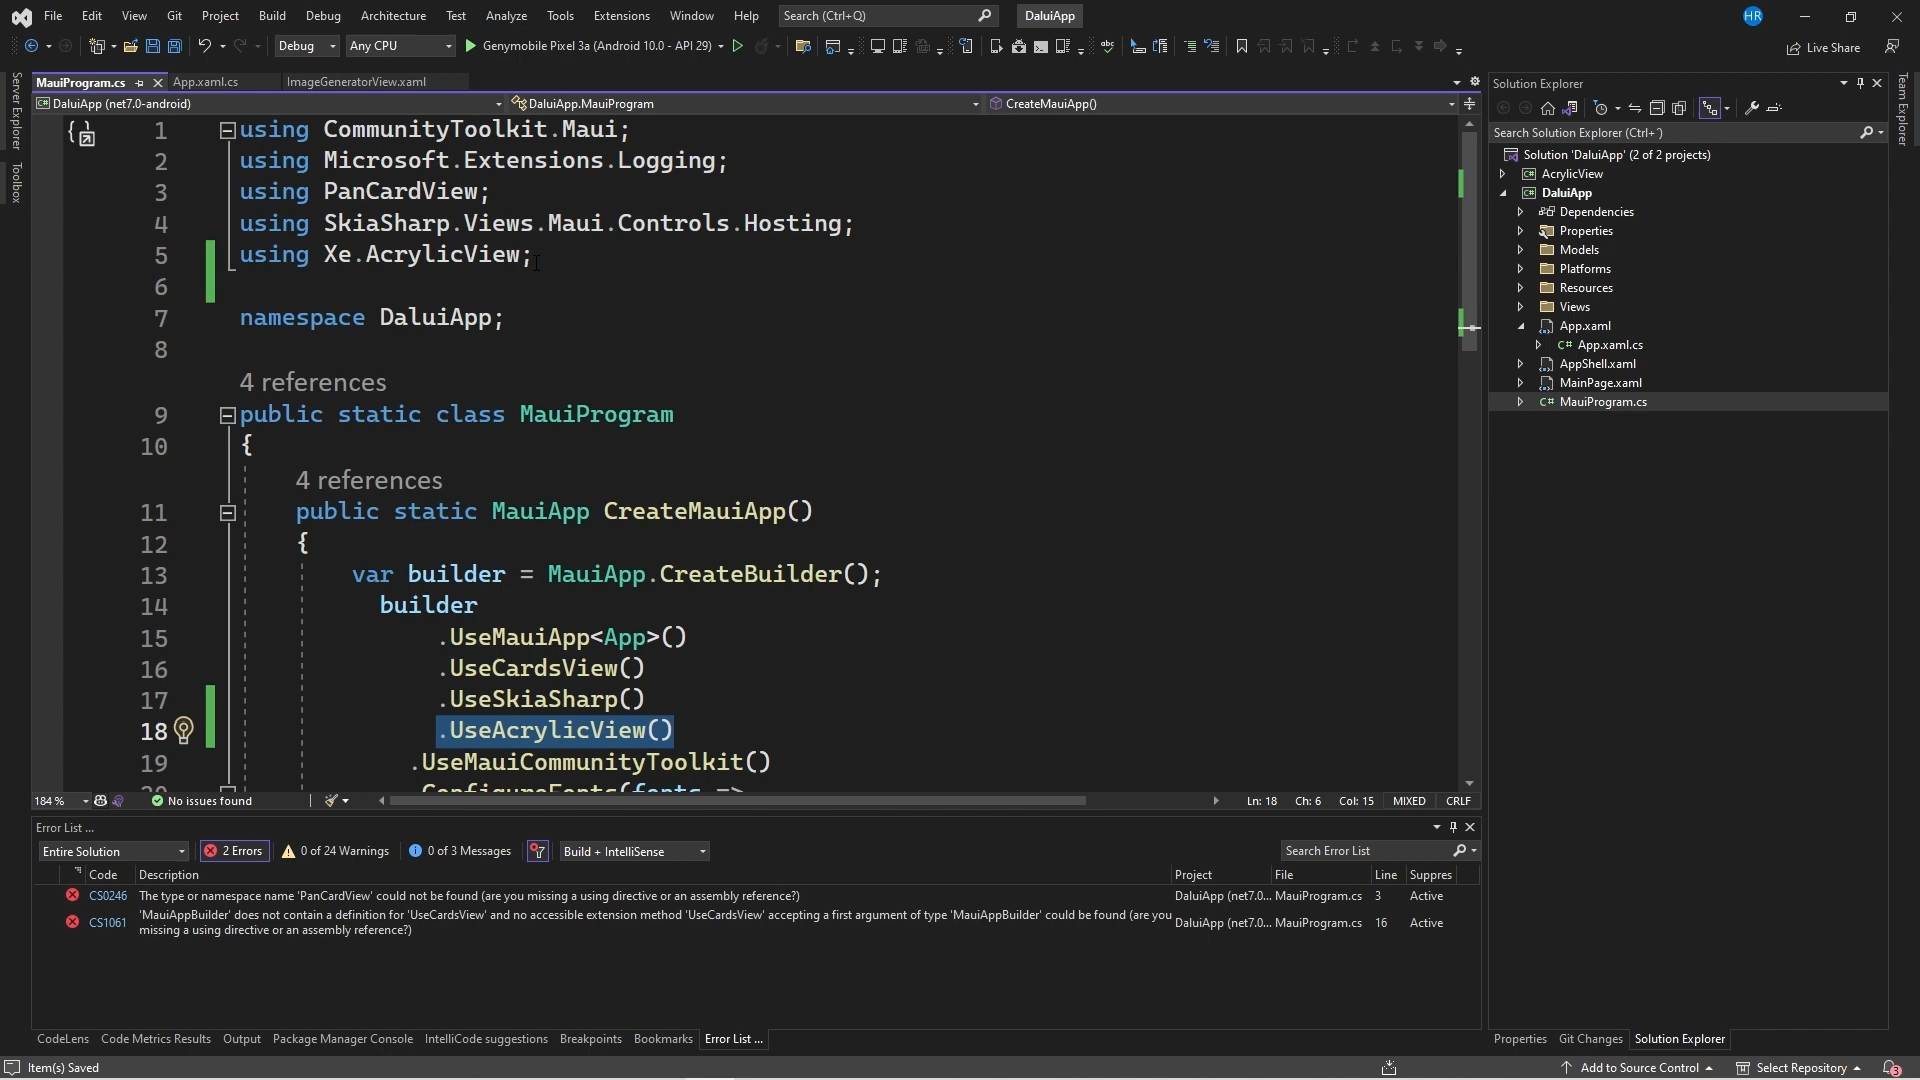 File Edit View Git Project Build Debug Architecture Test Analyze Tools Extensions Window Help Search (Ctrl+Q) DaluiApp HR
Debug Any CPU Genymobile Pixel 3a (Android 10.0 - API 29) Live Share
Server Explorer
Toolbox
Team Explorer
MauiProgram.cs App.xaml.cs ImageGeneratorView.xaml
DaluiApp (net7.0-android) DaluiApp.MauiProgram CreateMauiApp()
1 using CommunityToolkit.Maui;
2 using Microsoft.Extensions.Logging;
3 using PanCardView;
4 using SkiaSharp.Views.Maui.Controls.Hosting;
5 using Xe.AcrylicView;
6
7 namespace DaluiApp;
8
4 references
9 public static class MauiProgram
10 {
4 references
11 public static MauiApp CreateMauiApp()
12 {
13 var builder = MauiApp.CreateBuilder();
14 builder
15 .UseMauiApp<App>()
16 .UseCardsView()
17 .UseSkiaSharp()
18 .UseAcrylicView()
19 .UseMauiCommunityToolkit()
20 .ConfigureFonts(fonts =>
184 % No issues found Ln: 18 Ch: 6 Col: 15 MIXED CRLF
Solution Explorer
Search Solution Explorer (Ctrl+´)
Solution 'DaluiApp' (2 of 2 projects)
AcrylicView
DaluiApp
Dependencies
Properties
Models
Platforms
Resources
Views
App.xaml
App.xaml.cs
AppShell.xaml
MainPage.xaml
MauiProgram.cs
Error List ...
Entire Solution 2 Errors 0 of 24 Warnings 0 of 3 Messages Build + IntelliSense Search Error List
Code Description Project File Line Suppres
CS0246 The type or namespace name 'PanCardView' could not be found (are you missing a using directive or an assembly reference?) DaluiApp (net7.0... MauiProgram.cs 3 Active
CS1061 'MauiAppBuilder' does not contain a definition for 'UseCardsView' and no accessible extension method 'UseCardsView' accepting a first argument of type 'MauiAppBuilder' could be found (are you
missing a using directive or an assembly reference?) DaluiApp (net7.0... MauiProgram.cs 16 Active
CodeLens Code Metrics Results Output Package Manager Console IntelliCode suggestions Breakpoints Bookmarks Error List ...
Properties Git Changes Solution Explorer
Item(s) Saved Add to Source Control Select Repository 3